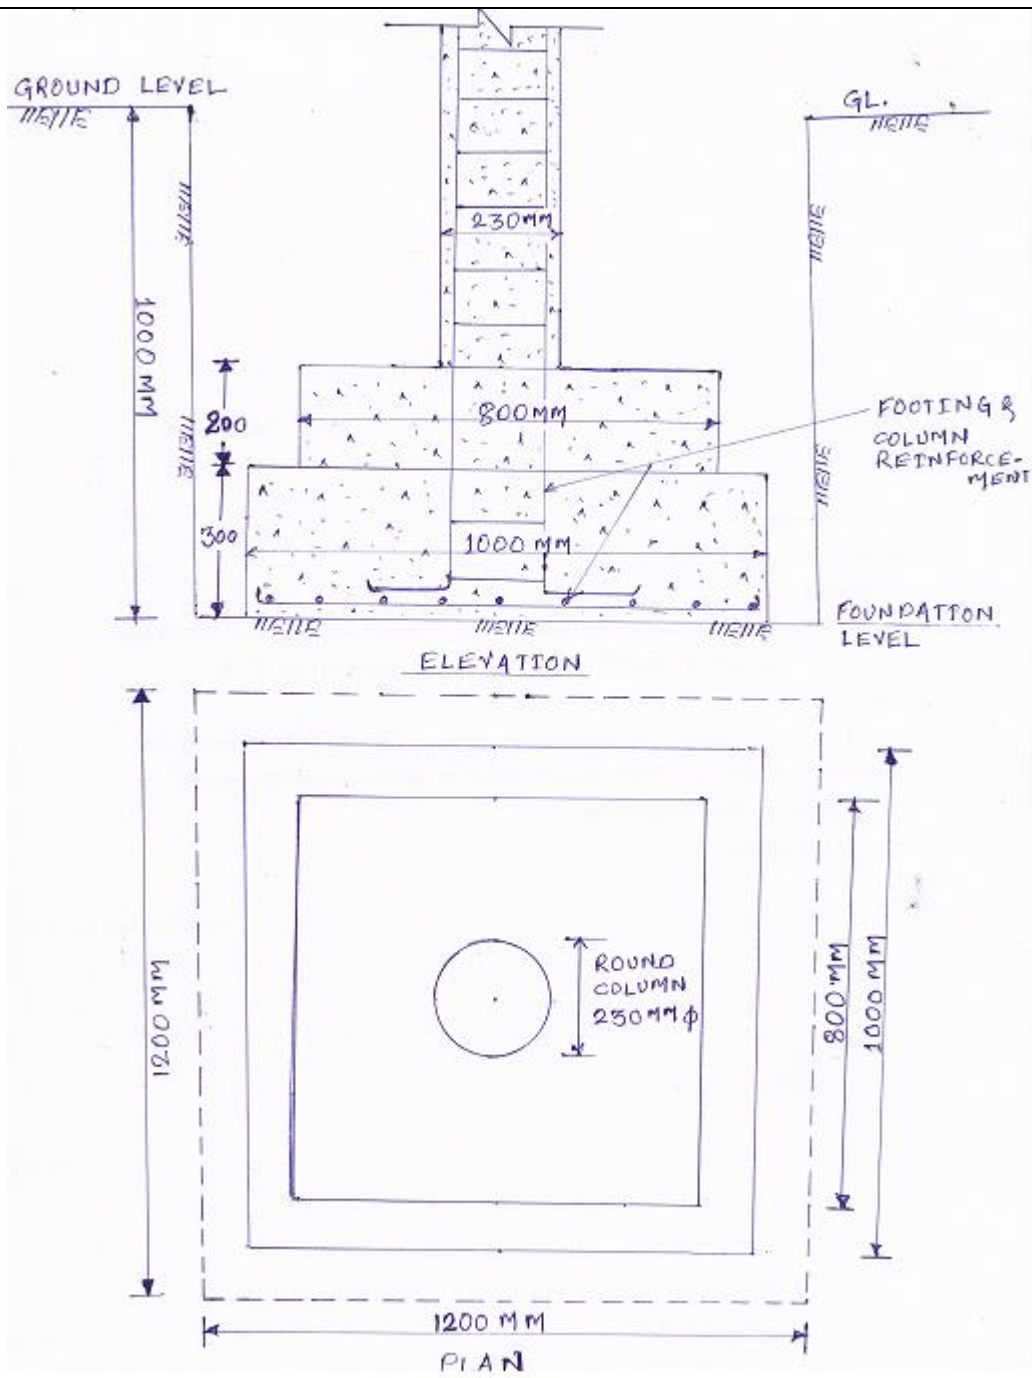 GROUND LEVEL
GL.
230MM
1000 MM
200
800MM
FOOTING &
COLUMN
REINFORCE-
MENT
300
1000 MM
FOUNDATION
LEVEL
ELEVATION
1200 MM
ROUND
COLUMN
230MM φ
800 MM
1000 MM
1200 MM
PLAN